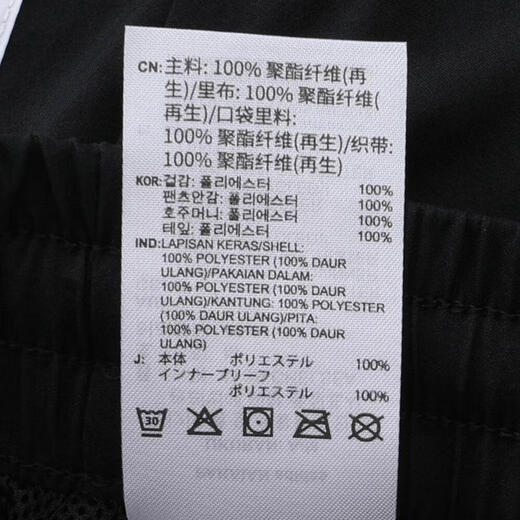 CN: 主料: 100% 聚酯纤维(再
生)/里布: 100% 聚酯纤维(
再生)/口袋里料:
100% 聚酯纤维(再生)/织带:
100% 聚酯纤维(再生)
KOR: 겉감: 폴리에스터 100%
팬츠안감: 폴리에스터 100%
호주머니: 폴리에스터 100%
테잎: 폴리에스터 100%
IND: LAPISAN KERAS/SHELL:
100% POLYESTER (100% DAUR
ULANG)/PAKAIAN DALAM:
100% POLYESTER (100% DAUR
ULANG)/KANTUNG: 100% POLYESTER
(100% DAUR ULANG)/PITA:
100% POLYESTER (100% DAUR
ULANG)
J: 本体 ポリエステル 100%
インナーブリーフ
ポリエステル 100%
30